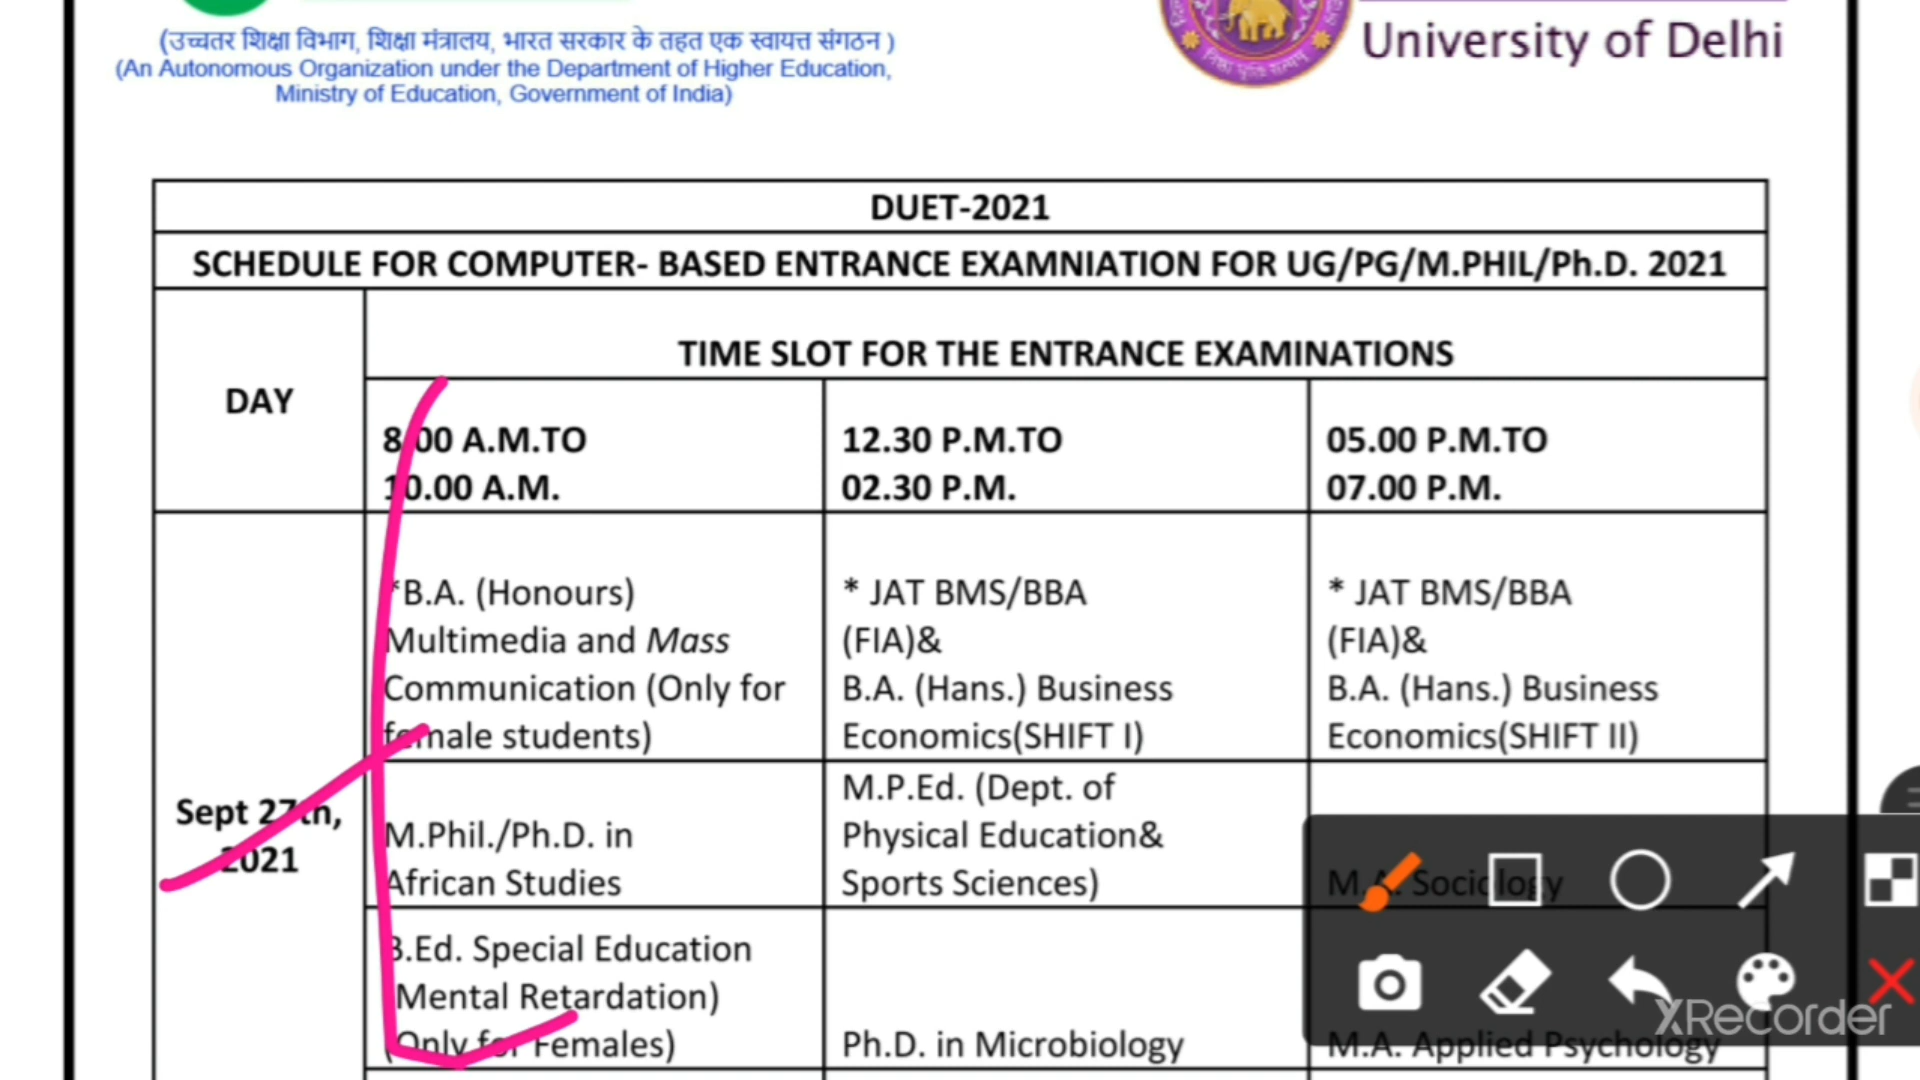 (उच्चतर शिक्षा विभाग, शिक्षा मंत्रालय, भारत सरकार के तहत एक स्वायत्त संगठन )
(An Autonomous Organization under the Department of Higher Education,
Ministry of Education, Government of India)
University of Delhi
DUET-2021
SCHEDULE FOR COMPUTER- BASED ENTRANCE EXAMNIATION FOR UG/PG/M.PHIL/Ph.D. 2021
DAY
TIME SLOT FOR THE ENTRANCE EXAMINATIONS
8.00 A.M.TO
10.00 A.M.
12.30 P.M.TO
02.30 P.M.
05.00 P.M.TO
07.00 P.M.
Sept 27th,
2021
*B.A. (Honours)
Multimedia and Mass
Communication (Only for
female students)
* JAT BMS/BBA
(FIA)&
B.A. (Hans.) Business
Economics(SHIFT I)
* JAT BMS/BBA
(FIA)&
B.A. (Hans.) Business
Economics(SHIFT II)
M.Phil./Ph.D. in
African Studies
M.P.Ed. (Dept. of
Physical Education&
Sports Sciences)
M.A. Sociology
B.Ed. Special Education
(Mental Retardation)
(Only for Females)
Ph.D. in Microbiology
M.A. Applied Psychology
XRecorder